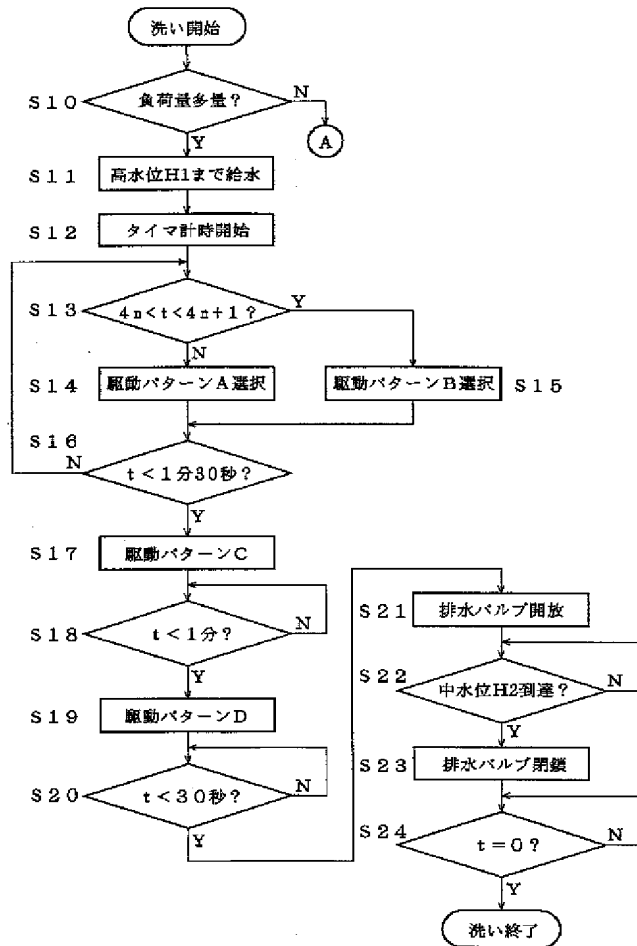 洗い開始
S10
負荷量多量?
N
A
Y
S11
高水位H1まで給水
S12
タイマ計時開始
S13
4n<t<4n+1?
Y
N
S14
駆動パターンA選択
駆動パターンB選択
S15
S16
N
t<1分30秒?
Y
S17
駆動パターンC
S18
t<1分?
N
Y
S19
駆動パターンD
S20
t<30秒?
N
Y
S21
排水バルブ開放
S22
中水位H2到達?
N
Y
S23
排水バルブ閉鎖
S24
t=0?
N
Y
洗い終了